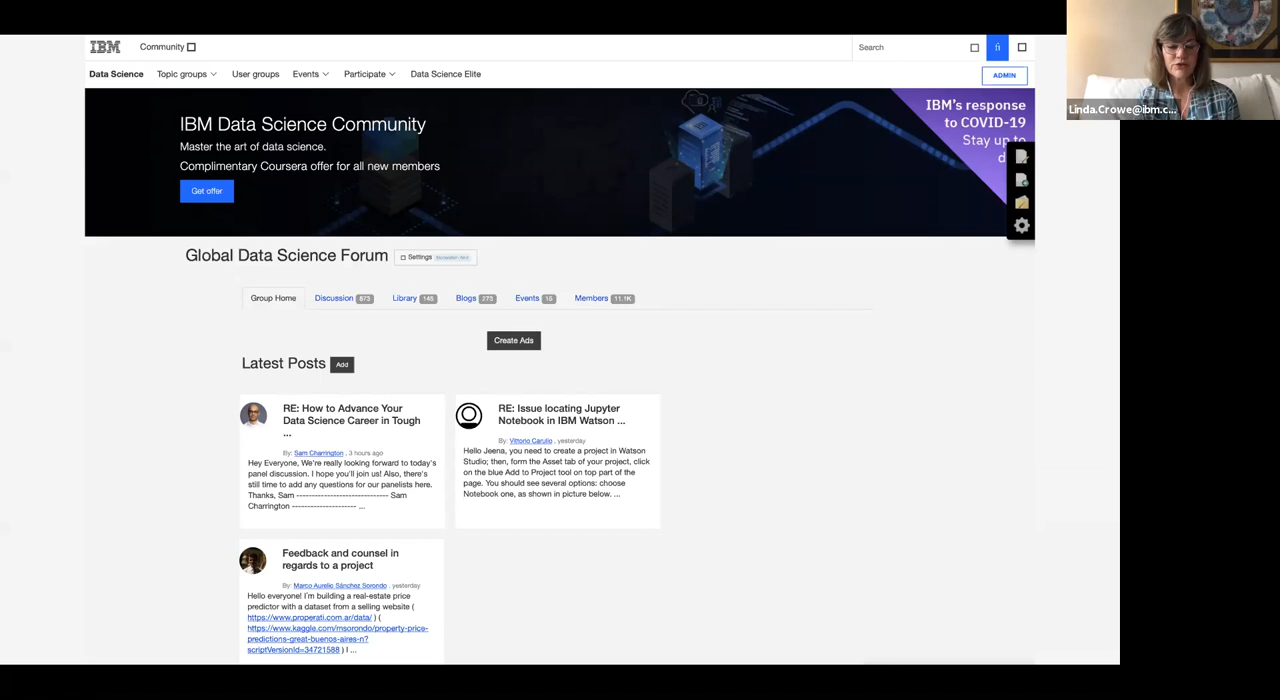 IBM Community Search
Data Science Topic groups User groups Events Participate Data Science Elite ADMIN
Linda.Crowe@ibm.c...
IBM Data Science Community
Master the art of data science.
Complimentary Coursera offer for all new members
Get offer
IBM's response
to COVID-19
Stay up to
d
Global Data Science Forum Settings
Group Home Discussion 873 Library 146 Blogs 273 Events 15 Members 11.1K
Create Ads
Latest Posts Add
RE: How to Advance Your
Data Science Career in Tough
...
By: Sam Charrington , 3 hours ago
Hey Everyone, We're really looking forward to today's
panel discussion. I hope you'll join us! Also, there's
still time to add any questions for our panelists here.
Thanks, Sam ------------------------------ Sam
Charrington --------------------- ...
RE: Issue locating Jupyter
Notebook in IBM Watson ...
By: Vittorio Carullo , yesterday
Hello Jeena, you need to create a project in Watson
Studio; then, form the Asset tab of your project, click
on the blue Add to Project tool on top part of the
page. You should see several options: choose
Notebook one, as shown in picture below. ...
Feedback and counsel in
regards to a project
By: Marco Aurelio Sánchez Sorondo , yesterday
Hello everyone! I'm building a real-estate price
predictor with a dataset from a selling website (
https://www.properati.com.ar/data/ ) (
https://www.kaggle.com/msorondo/property-price-
predictions-great-buenos-aires-n?
scriptVersionId=34721588 ) I ...